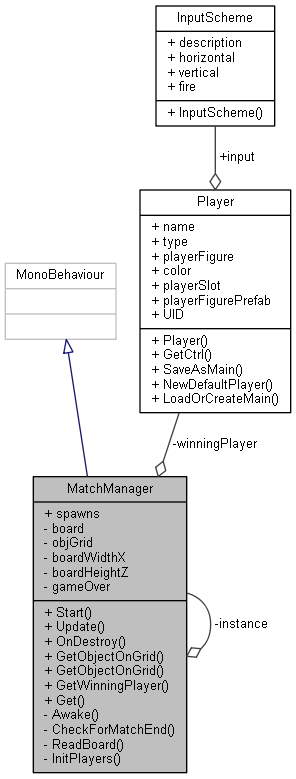 InputScheme
+ description
+ horizontal
+ vertical
+ fire
+ InputScheme()
+input
Player
+ name
+ type
+ playerFigure
+ color
+ playerSlot
+ playerFigurePrefab
+ UID
+ Player()
+ GetCtrl()
+ SaveAsMain()
+ NewDefaultPlayer()
+ LoadOrCreateMain()
MonoBehaviour
-winningPlayer
MatchManager
+ spawns
- board
- objGrid
- boardWidthX
- boardHeightZ
- gameOver
+ Start()
+ Update()
+ OnDestroy()
+ GetObjectOnGrid()
+ GetObjectOnGrid()
+ GetWinningPlayer()
+ Get()
- Awake()
- CheckForMatchEnd()
- ReadBoard()
- InitPlayers()
-instance